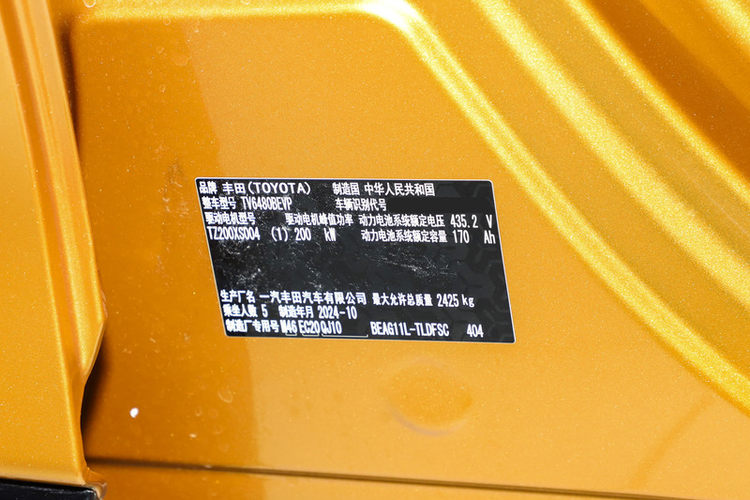 品牌 丰田(TOYOTA) 制造国 中华人民共和国
整车型号 TV6480BEVP 车辆识别代号
驱动电机型号 驱动电机峰值功率 动力电池系统额定电压 435.2 V
TZ200XS004 (1) 200 kW 动力电池系统额定容量 170 Ah
生产厂名 一汽丰田汽车有限公司 最大允许总质量 2425 kg
乘坐人数 5 制造年月 2024-10
制造厂专用号 M46 EC20 QJ10 BEAG11L-TLDFSC 404